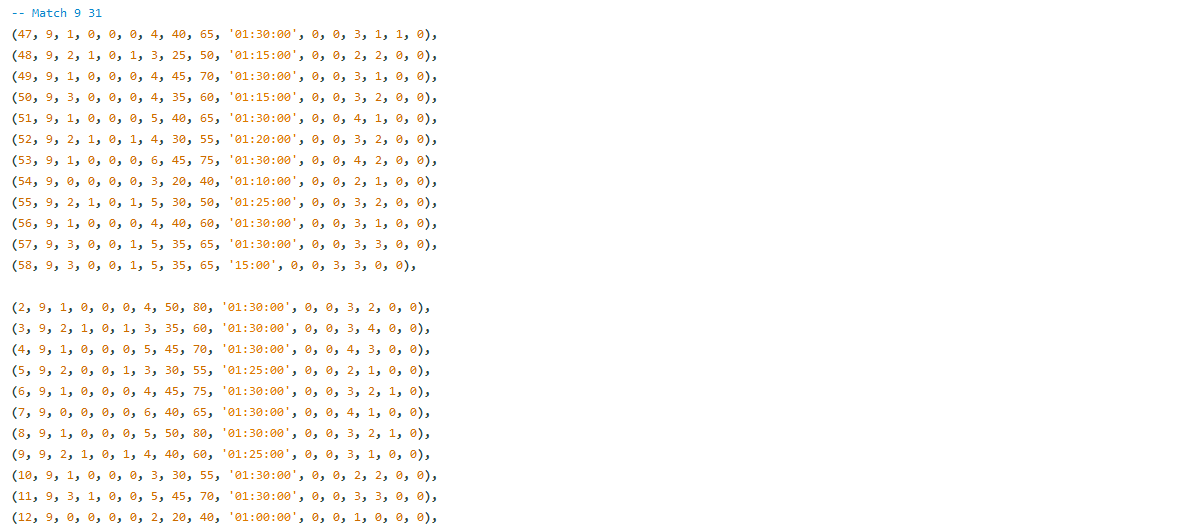 -- Match 9 31
(47, 9, 1, 0, 0, 0, 4, 40, 65, '01:30:00', 0, 0, 3, 1, 1, 0),
(48, 9, 2, 1, 0, 1, 3, 25, 50, '01:15:00', 0, 0, 2, 2, 0, 0),
(49, 9, 1, 0, 0, 0, 4, 45, 70, '01:30:00', 0, 0, 3, 1, 0, 0),
(50, 9, 3, 0, 0, 0, 4, 35, 60, '01:15:00', 0, 0, 3, 2, 0, 0),
(51, 9, 1, 0, 0, 0, 5, 40, 65, '01:30:00', 0, 0, 4, 1, 0, 0),
(52, 9, 2, 1, 0, 1, 4, 30, 55, '01:20:00', 0, 0, 3, 2, 0, 0),
(53, 9, 1, 0, 0, 0, 6, 45, 75, '01:30:00', 0, 0, 4, 2, 0, 0),
(54, 9, 0, 0, 0, 0, 3, 20, 40, '01:10:00', 0, 0, 2, 1, 0, 0),
(55, 9, 2, 1, 0, 1, 5, 30, 50, '01:25:00', 0, 0, 3, 2, 0, 0),
(56, 9, 1, 0, 0, 0, 4, 40, 60, '01:30:00', 0, 0, 3, 1, 0, 0),
(57, 9, 3, 0, 0, 1, 5, 35, 65, '01:30:00', 0, 0, 3, 3, 0, 0),
(58, 9, 3, 0, 0, 1, 5, 35, 65, '15:00', 0, 0, 3, 3, 0, 0),
(2, 9, 1, 0, 0, 0, 4, 50, 80, '01:30:00', 0, 0, 3, 2, 0, 0),
(3, 9, 2, 1, 0, 1, 3, 35, 60, '01:30:00', 0, 0, 3, 4, 0, 0),
(4, 9, 1, 0, 0, 0, 5, 45, 70, '01:30:00', 0, 0, 4, 3, 0, 0),
(5, 9, 2, 0, 0, 1, 3, 30, 55, '01:25:00', 0, 0, 2, 1, 0, 0),
(6, 9, 1, 0, 0, 0, 4, 45, 75, '01:30:00', 0, 0, 3, 2, 1, 0),
(7, 9, 0, 0, 0, 0, 6, 40, 65, '01:30:00', 0, 0, 4, 1, 0, 0),
(8, 9, 1, 0, 0, 0, 5, 50, 80, '01:30:00', 0, 0, 3, 2, 1, 0),
(9, 9, 2, 1, 0, 1, 4, 40, 60, '01:25:00', 0, 0, 3, 1, 0, 0),
(10, 9, 1, 0, 0, 0, 3, 30, 55, '01:30:00', 0, 0, 2, 2, 0, 0),
(11, 9, 3, 1, 0, 0, 5, 45, 70, '01:30:00', 0, 0, 3, 3, 0, 0),
(12, 9, 0, 0, 0, 0, 2, 20, 40, '01:00:00', 0, 0, 1, 0, 0, 0),